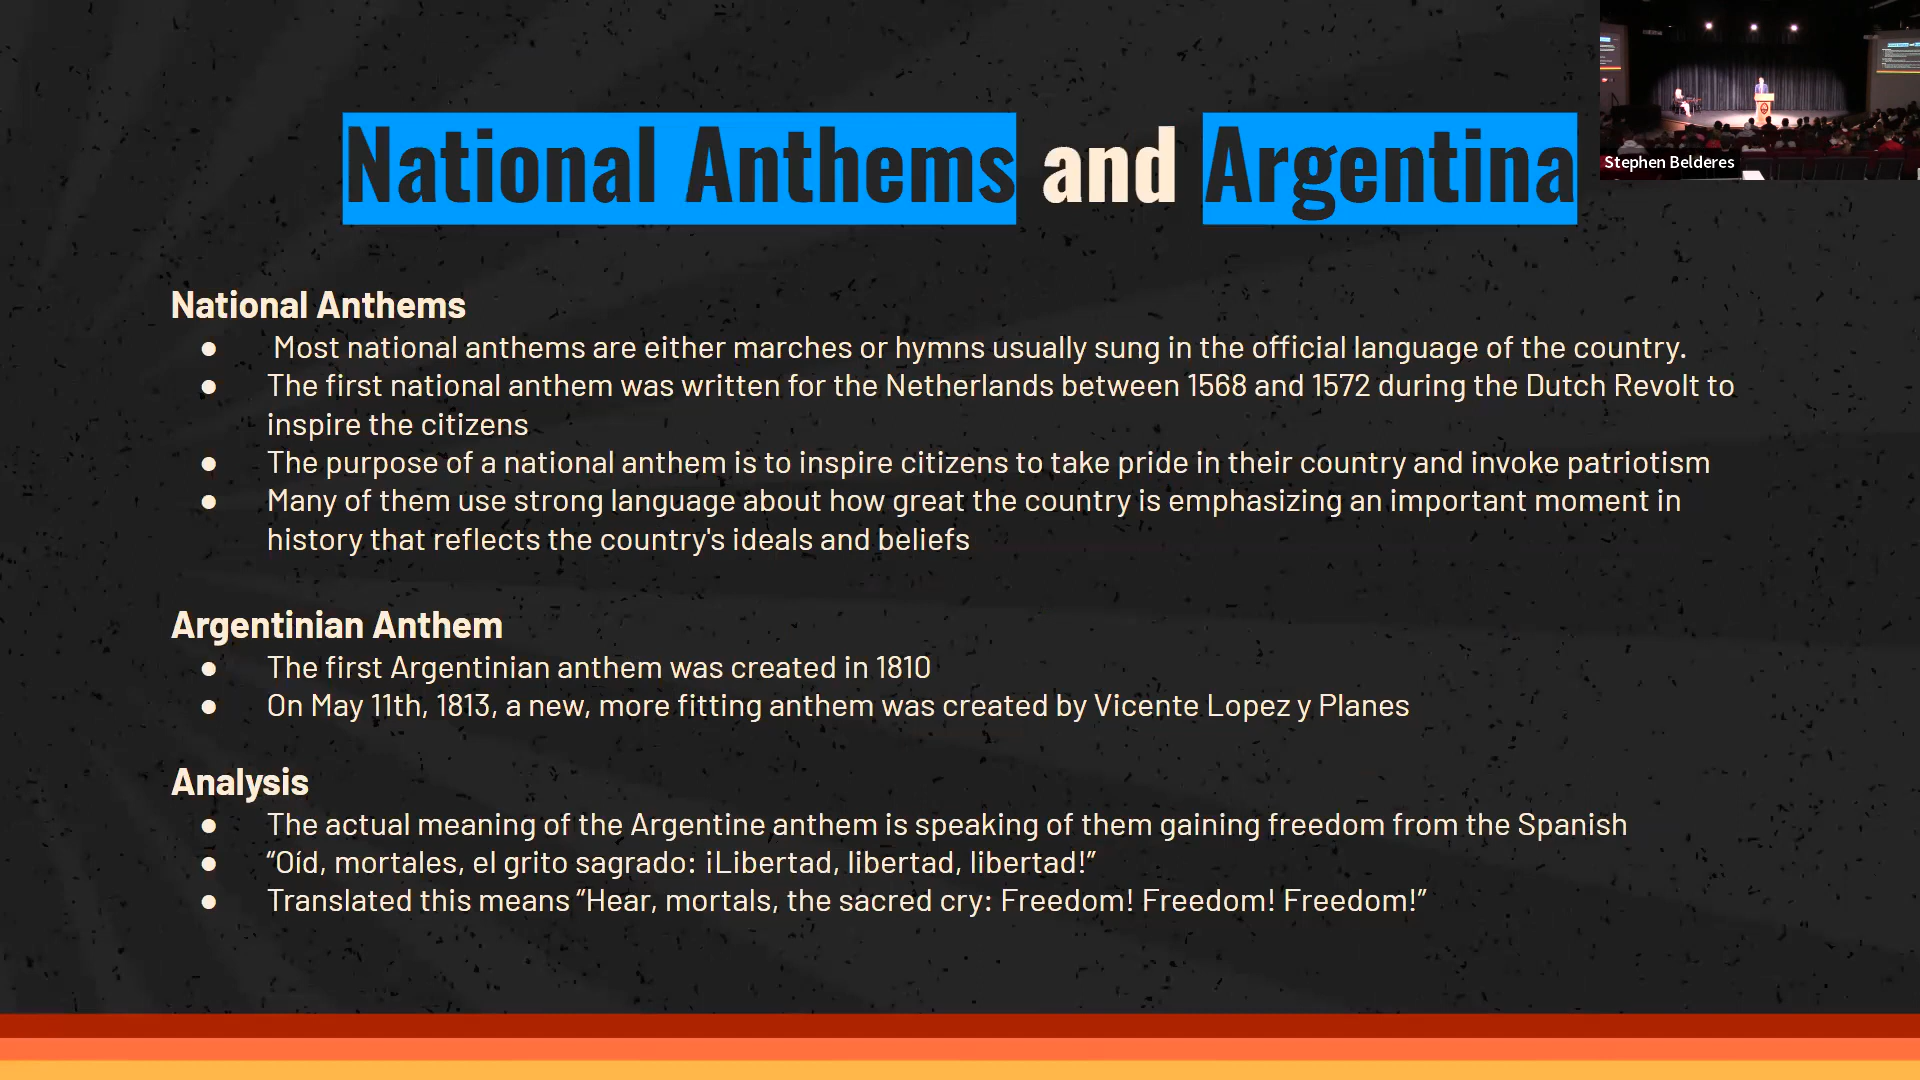 National Anthems and Argentina
Stephen Belderes
National Anthems
● Most national anthems are either marches or hymns usually sung in the official language of the country.
● The first national anthem was written for the Netherlands between 1568 and 1572 during the Dutch Revolt to
inspire the citizens
● The purpose of a national anthem is to inspire citizens to take pride in their country and invoke patriotism
● Many of them use strong language about how great the country is emphasizing an important moment in
history that reflects the country's ideals and beliefs
Argentinian Anthem
● The first Argentinian anthem was created in 1810
● On May 11th, 1813, a new, more fitting anthem was created by Vicente Lopez y Planes
Analysis
● The actual meaning of the Argentine anthem is speaking of them gaining freedom from the Spanish
● “Oíd, mortales, el grito sagrado: ¡Libertad, libertad, libertad!”
● Translated this means “Hear, mortals, the sacred cry: Freedom! Freedom! Freedom!”